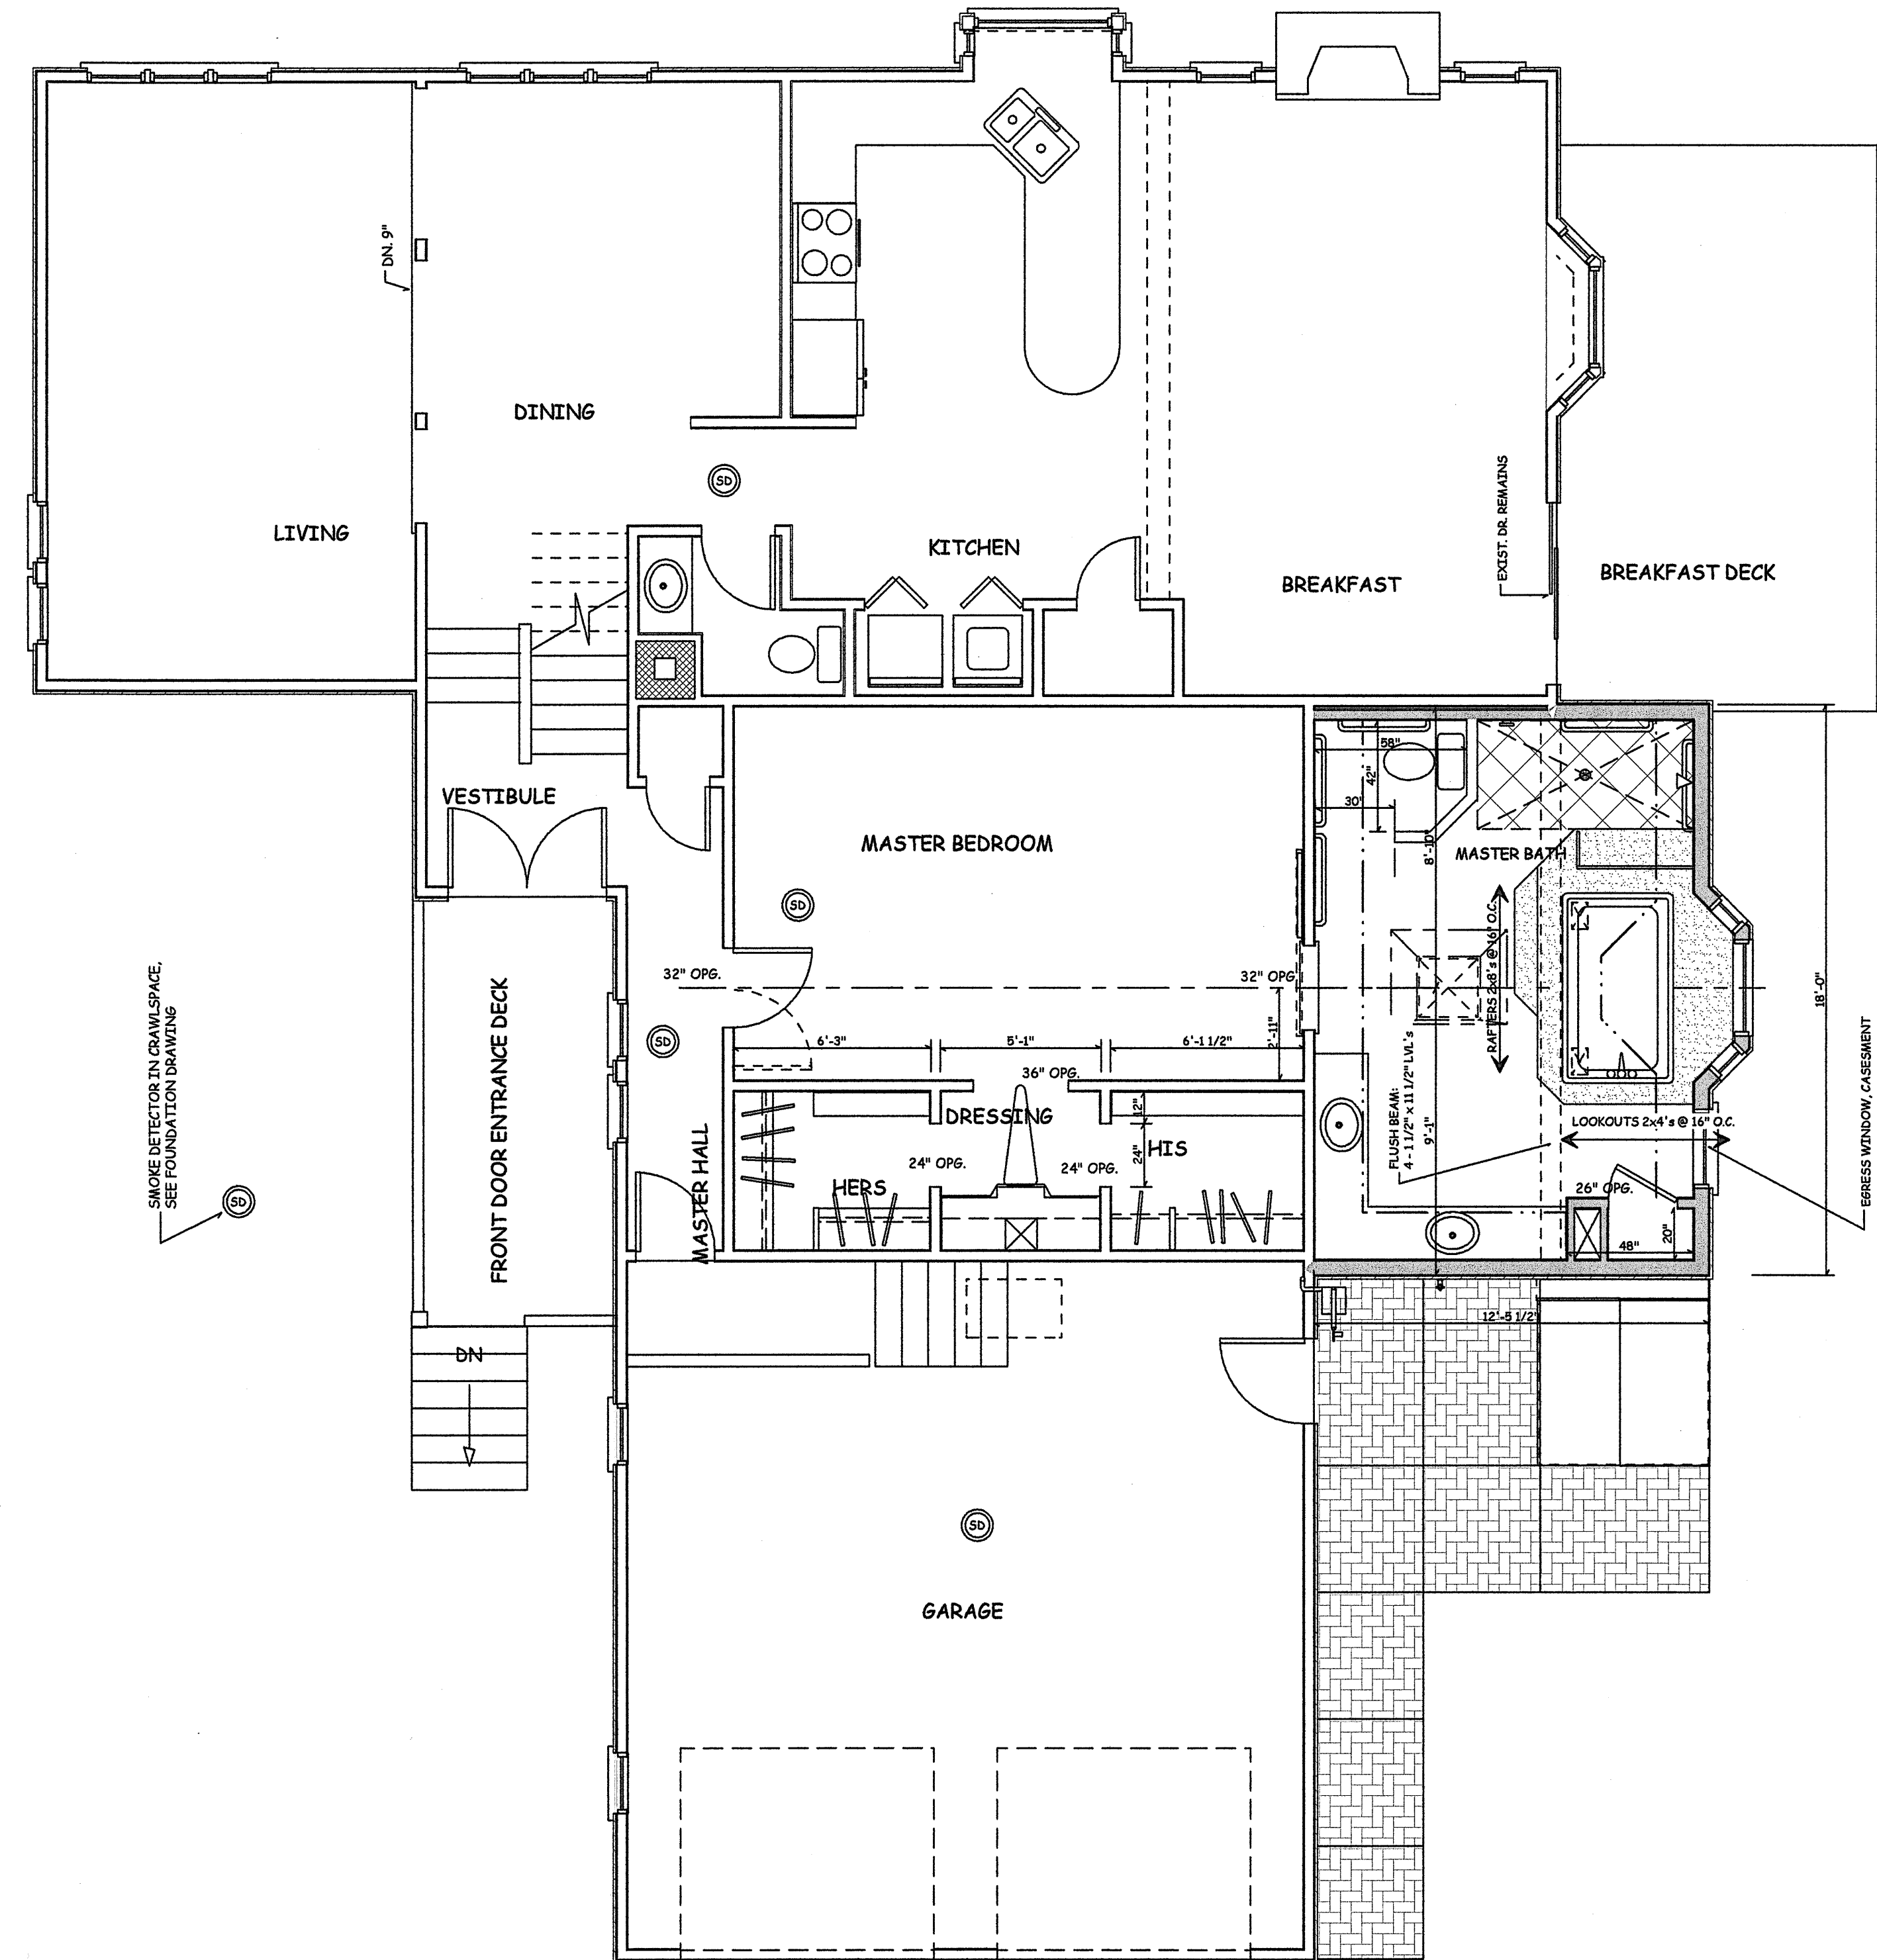 DN. 9"
DINING
SD
LIVING
KITCHEN
BREAKFAST
EXIST. DR. REMAINS
BREAKFAST DECK
58"
42"
30"
VESTIBULE
MASTER BEDROOM
8'-10"
MASTER BATH
SD
32" OPG.
32" OPG.
RAFTERS 2x8's @ 16" O.C.
18'-0"
SMOKE DETECTOR IN CRAWLSPACE,
SEE FOUNDATION DRAWING
SD
FRONT DOOR ENTRANCE DECK
SD
6'-3"
5'-1"
6'-1 1/2"
2'-11"
36" OPG.
DRESSING
12"
24"
HIS
24" OPG.
24" OPG.
HERS
MASTER HALL
FLUSH BEAM:
4 - 1 1/2" x 11 1/2" LVL's
9'-1"
LOOKOUTS 2x4's @ 16" O.C.
EGRESS WINDOW, CASESMENT
26" OPG.
20"
48"
12'-5 1/2"
DN
SD
GARAGE